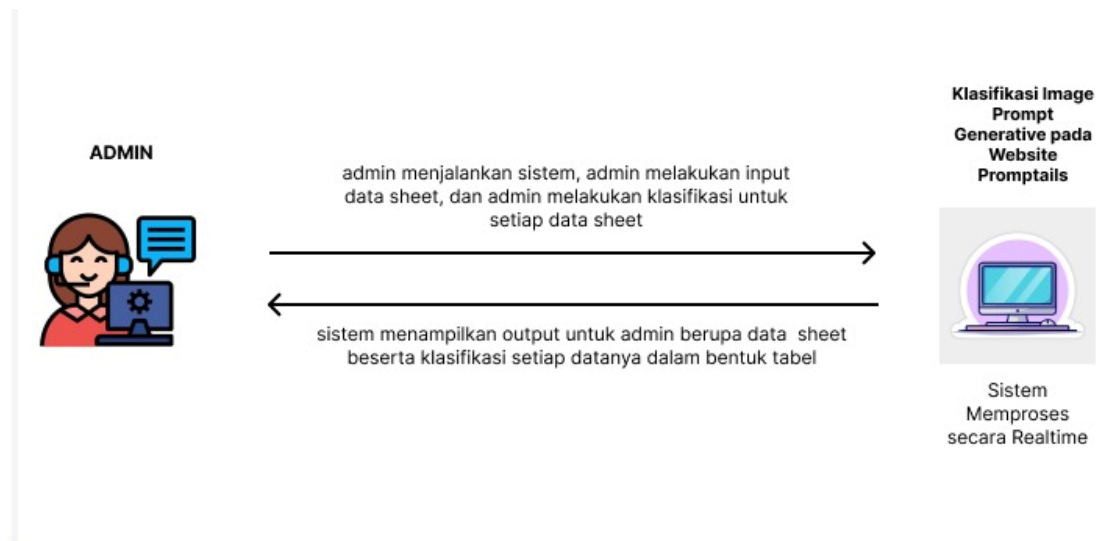 ADMIN
admin menjalankan sistem, admin melakukan input
data sheet, dan admin melakukan klasifikasi untuk
setiap data sheet
sistem menampilkan output untuk admin berupa data sheet
beserta klasifikasi setiap datanya dalam bentuk tabel
Klasifikasi Image
Prompt
Generative pada
Website
Promptails
Sistem
Memproses
secara Realtime